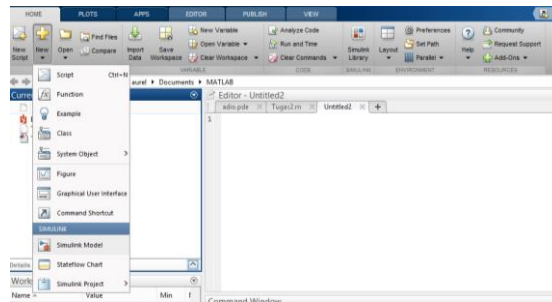 HOME PLOTS APPS EDITOR PUBLISH VIEW
New Script
New
Open
Find Files
Compare
Import Data
Save Workspace
New Variable
Open Variable
Clear Workspace
Analyze Code
Run and Time
Clear Commands
Simulink Library
Layout
Preferences
Set Path
Parallel
Help
Community
Request Support
Add-Ons
VARIABLE CODE SIMULINK ENVIRONMENT RESOURCES
aurel Documents MATLAB
Script Ctrl+N
Function
Example
Class
System Object
Figure
Graphical User Interface
Command Shortcut
SIMULINK
Simulink Model
Stateflow Chart
Simulink Project
Editor - Untitled2
Tugas2.m Untitled2
1
Details
Name Value Min
Command Window